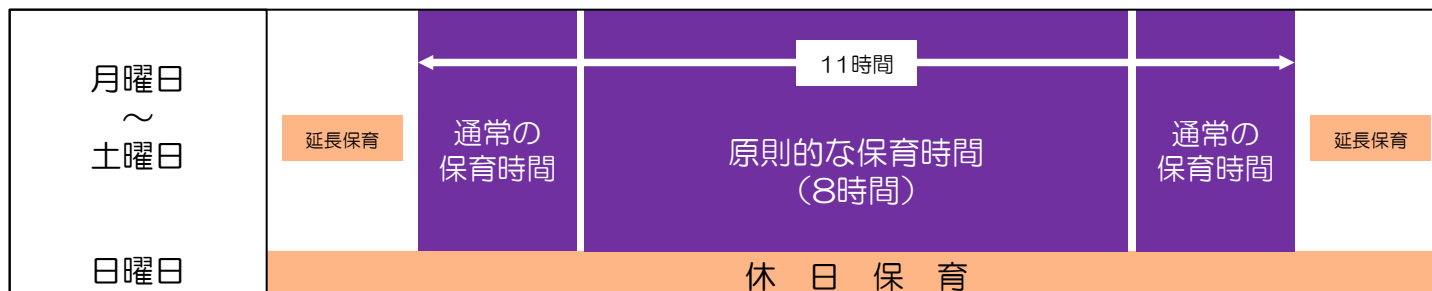 月曜日
～
土曜日
延長保育
通常の
保育時間
11時間
原則的な保育時間
（8時間）
通常の
保育時間
延長保育
日曜日
休日保育